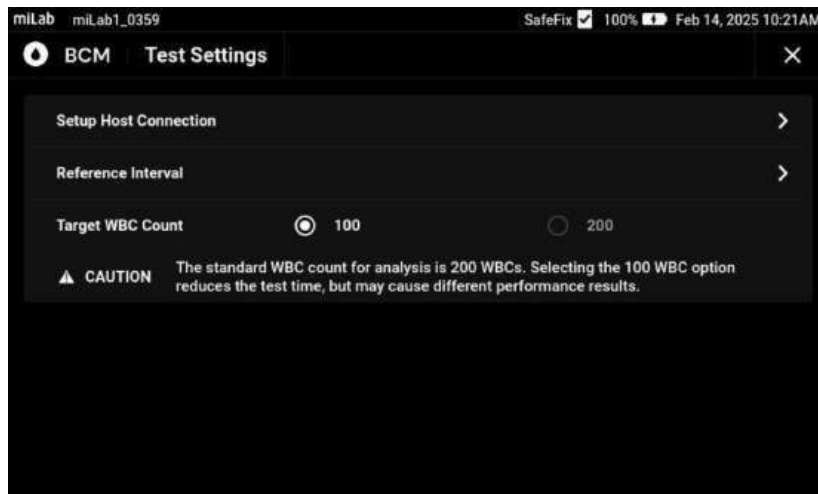 miLab miLab1_0359 SafeFix 100% Feb 14, 2025 10:21AM
BCM Test Settings
Setup Host Connection
Reference Interval
Target WBC Count 100 200
CAUTION The standard WBC count for analysis is 200 WBCs. Selecting the 100 WBC option
reduces the test time, but may cause different performance results.